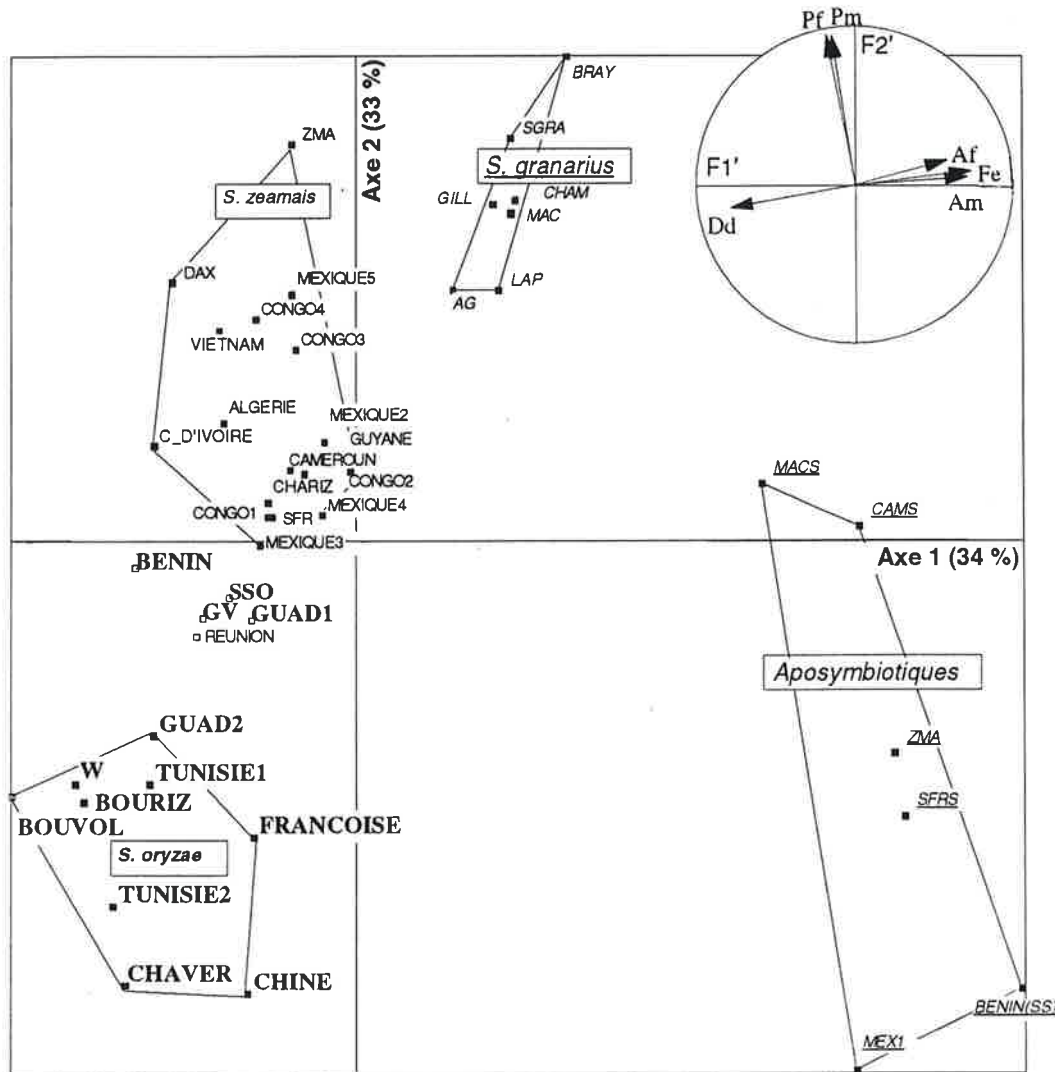 Pf Pm
F2'
F1'
Af
Fe
Am
Dd
Axe 2 (33 %)
BRAY
SGRA
S. granarius
CHAM
GILL
MAC
LAP
AG
ZMA
S. zeamais
DAX
MEXIQUE5
CONGO4
VIETNAM
CONGO3
ALGERIE
MEXIQUE2
C_D'IVOIRE
GUYANE
CAMEROUN
CONGO2
CHARIZ
MEXIQUE4
CONGO1
SFR
MEXIQUE3
MACS
CAMS
Axe 1 (34 %)
BENIN
SSO
GV
GUAD1
REUNION
Aposymbiotiques
GUAD2
ZMA
W
TUNISIE1
BOURIZ
SFRS
BOUVOL
FRANCOISE
S. oryzae
TUNISIE2
CHAVER
CHINE
BENIN(SS)
MEX1